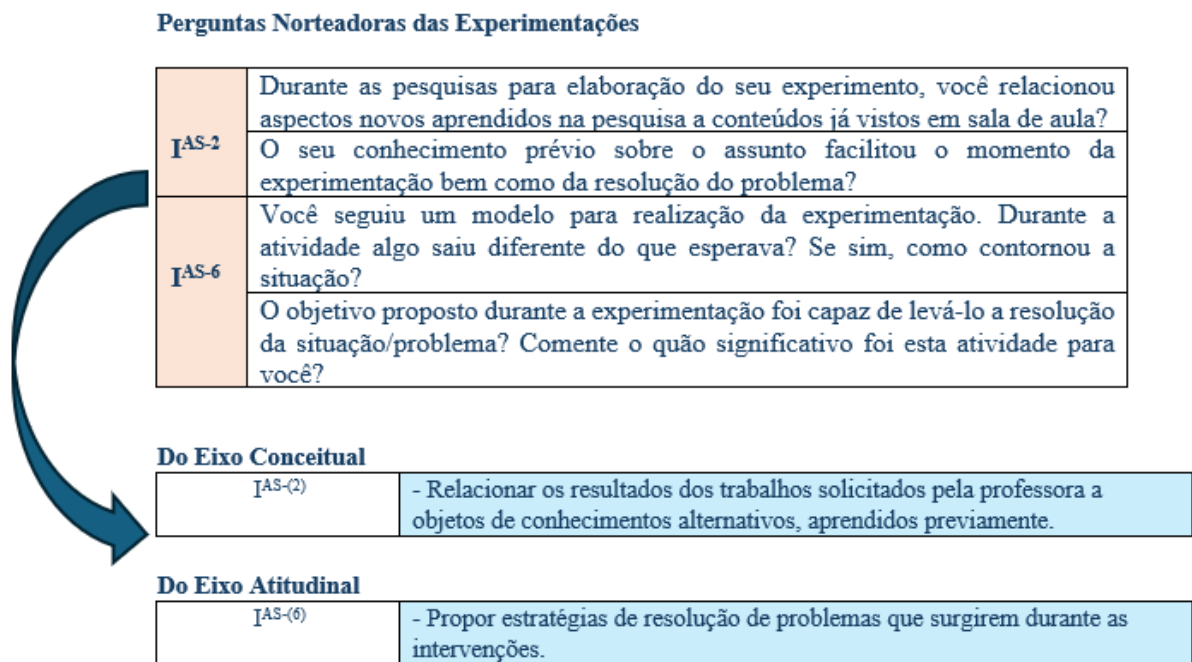 Perguntas Norteadoras das Experimentações
Durante as pesquisas para elaboração do seu experimento, você relacionou
aspectos novos aprendidos na pesquisa a conteúdos já vistos em sala de aula?
I^AS-2
O seu conhecimento prévio sobre o assunto facilitou o momento da
experimentação bem como da resolução do problema?
Você seguiu um modelo para realização da experimentação. Durante a
atividade algo saiu diferente do que esperava? Se sim, como contornou a
situação?
I^AS-6
O objetivo proposto durante a experimentação foi capaz de levá-lo a resolução
da situação/problema? Comente o quão significativo foi esta atividade para
você?
Do Eixo Conceitual
I^AS-(2)
- Relacionar os resultados dos trabalhos solicitados pela professora a
objetos de conhecimentos alternativos, aprendidos previamente.
Do Eixo Atitudinal
I^AS-(6)
- Propor estratégias de resolução de problemas que surgirem durante as
intervenções.